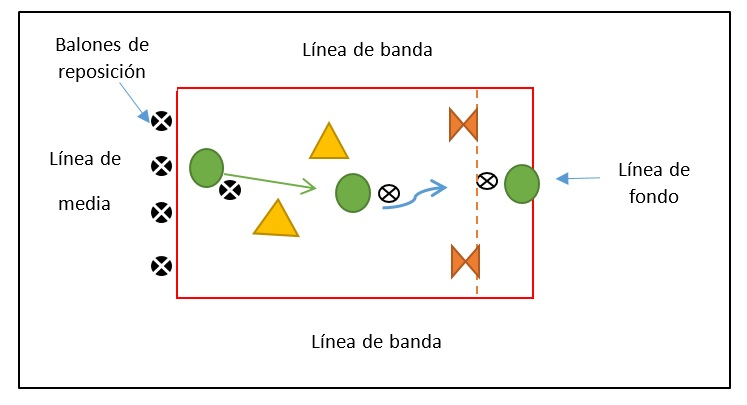 Balones de
reposición
Línea de banda
Línea de
media
Línea de
fondo
Línea de banda